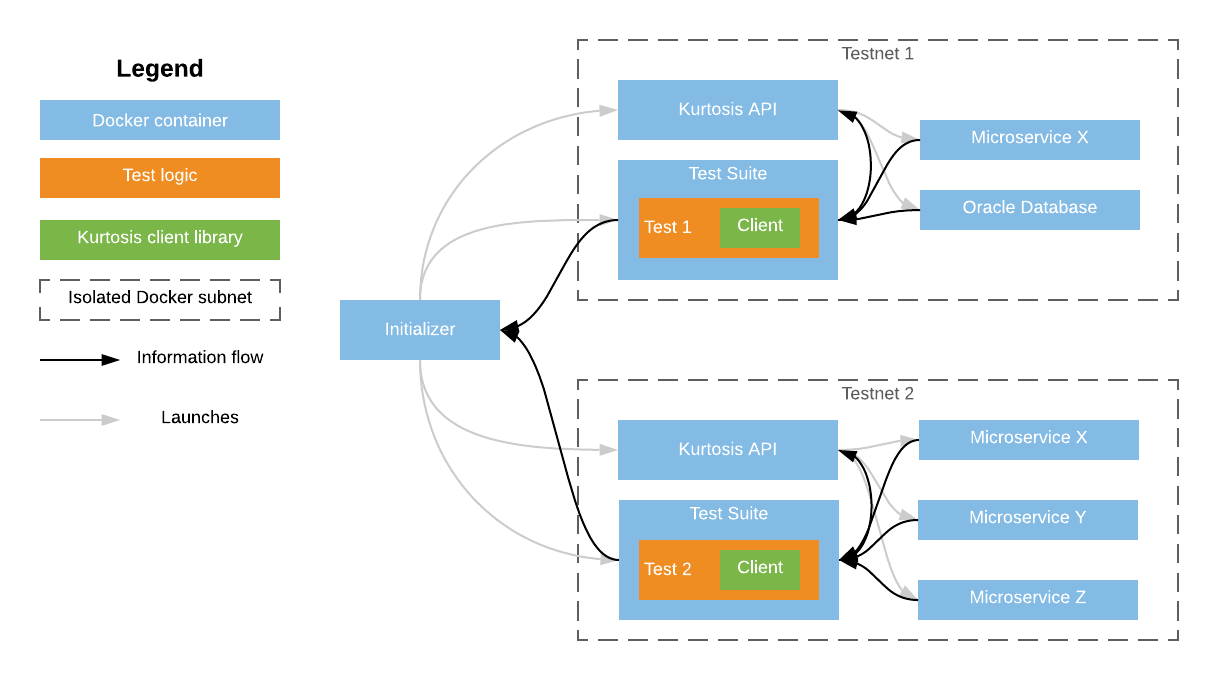 Legend
Docker container
Test logic
Kurtosis client library
Isolated Docker subnet
Information flow
Launches
Initializer
Testnet 1
Kurtosis API
Test Suite
Test 1
Client
Microservice X
Oracle Database
Testnet 2
Kurtosis API
Test Suite
Test 2
Client
Microservice X
Microservice Y
Microservice Z